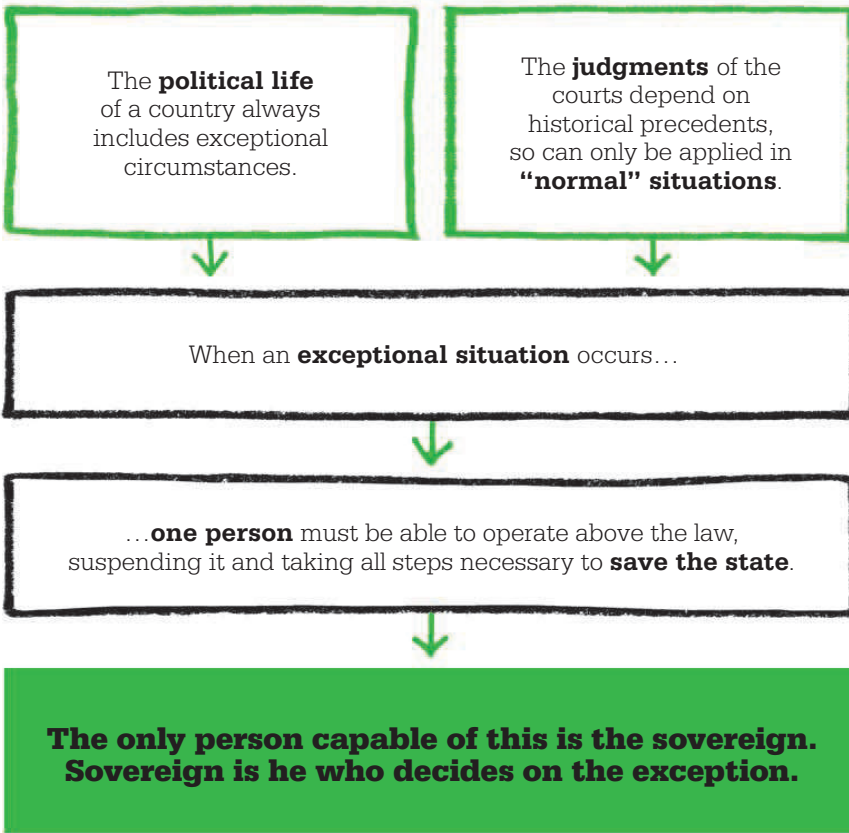 The political life
of a country always
includes exceptional
circumstances.
The judgments of the
courts depend on
historical precedents,
so can only be applied in
“normal” situations.
When an exceptional situation occurs…
…one person must be able to operate above the law,
suspending it and taking all steps necessary to save the state.
The only person capable of this is the sovereign.
Sovereign is he who decides on the exception.